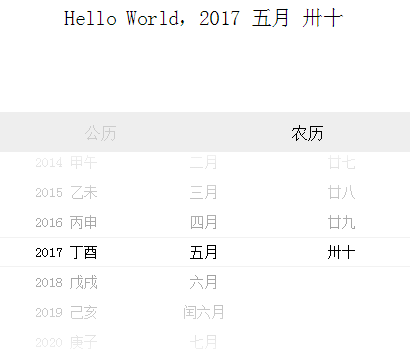 Hello World, 2017 五月 卅十
公历 农历
2014 甲午 二月 廿七
2015 乙未 三月 廿八
2016 丙申 四月 廿九
2017 丁酉 五月 卅十
2018 戊戌 六月
2019 己亥 闰六月
2020 庚子 七月